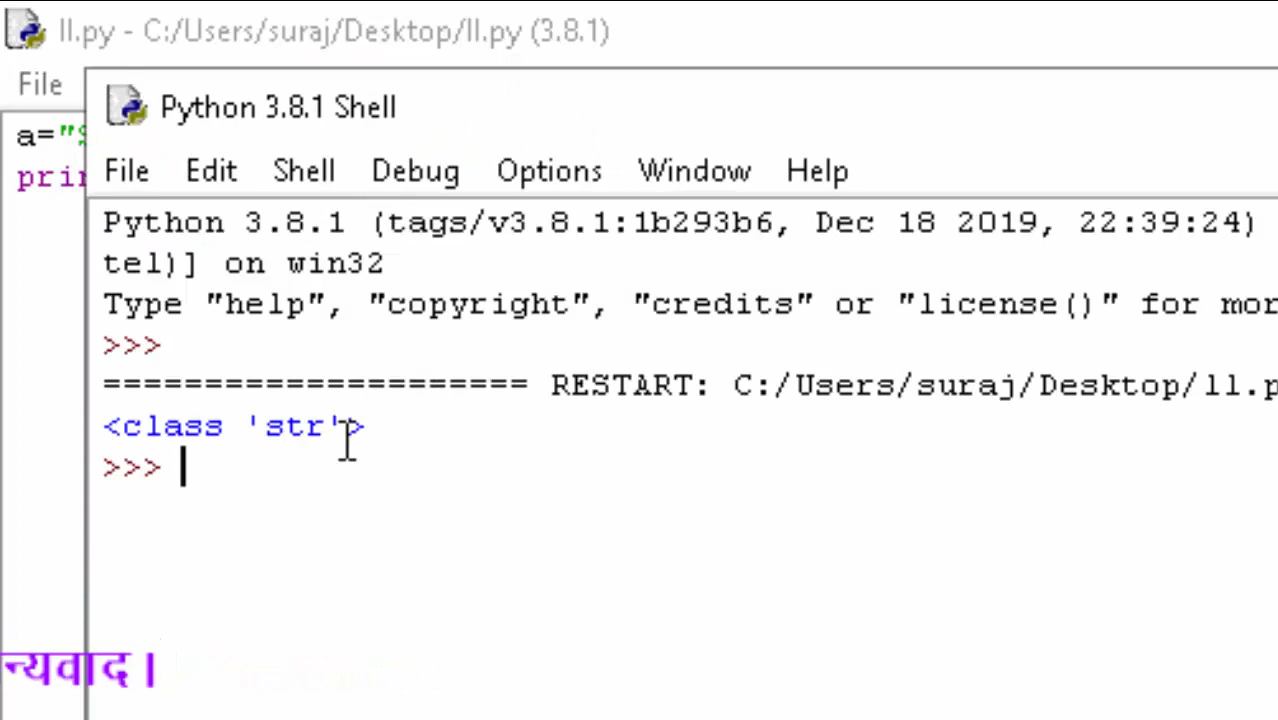 ll.py - C:/Users/suraj/Desktop/ll.py (3.8.1)
File
Python 3.8.1 Shell
a="S
prin
File Edit Shell Debug Options Window Help
Python 3.8.1 (tags/v3.8.1:1b293b6, Dec 18 2019, 22:39:24)
tel)] on win32
Type "help", "copyright", "credits" or "license()" for mor
>>>
===================== RESTART: C:/Users/suraj/Desktop/ll.p
<class 'str'>
>>>
न्यवाद।